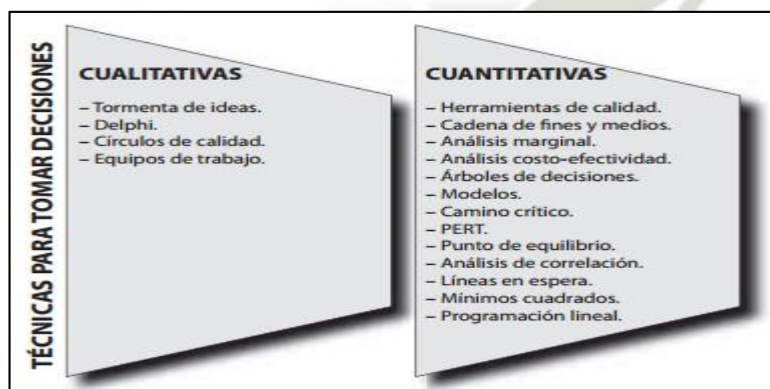 TÉCNICAS PARA TOMAR DECISIONES
CUALITATIVAS
– Tormenta de ideas.
– Delphi.
– Círculos de calidad.
– Equipos de trabajo.
CUANTITATIVAS
– Herramientas de calidad.
– Cadena de fines y medios.
– Análisis marginal.
– Análisis costo-efectividad.
– Árboles de decisiones.
– Modelos.
– Camino crítico.
– PERT.
– Punto de equilibrio.
– Análisis de correlación.
– Líneas en espera.
– Mínimos cuadrados.
– Programación lineal.